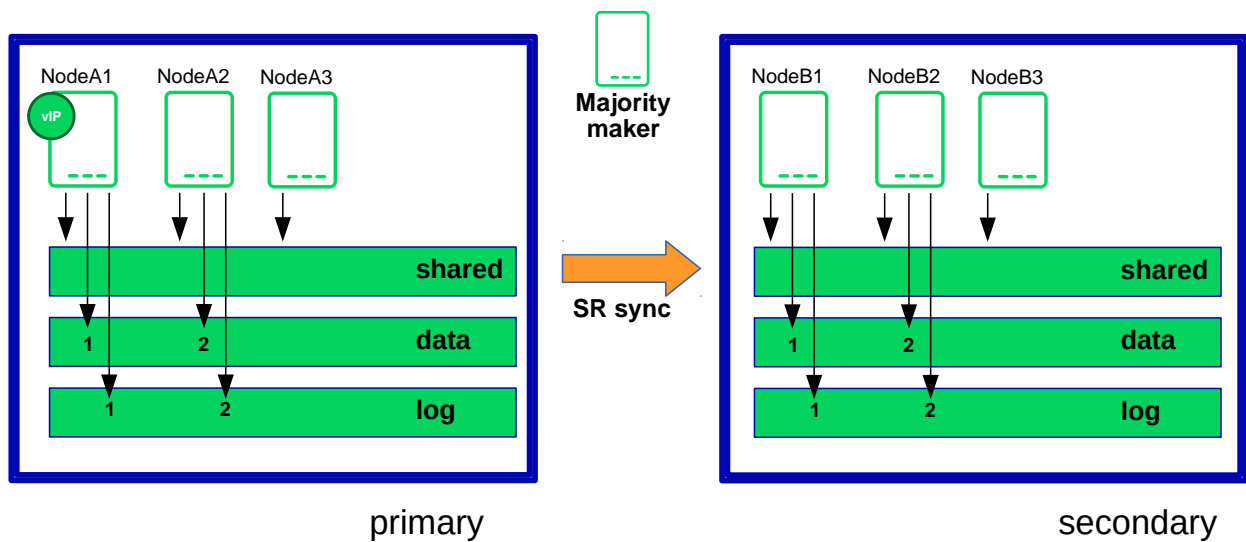 NodeA1
NodeA2
NodeA3
vIP
shared
1
2
data
1
2
log
primary
Majority
maker
SR sync
NodeB1
NodeB2
NodeB3
shared
1
2
data
1
2
log
secondary